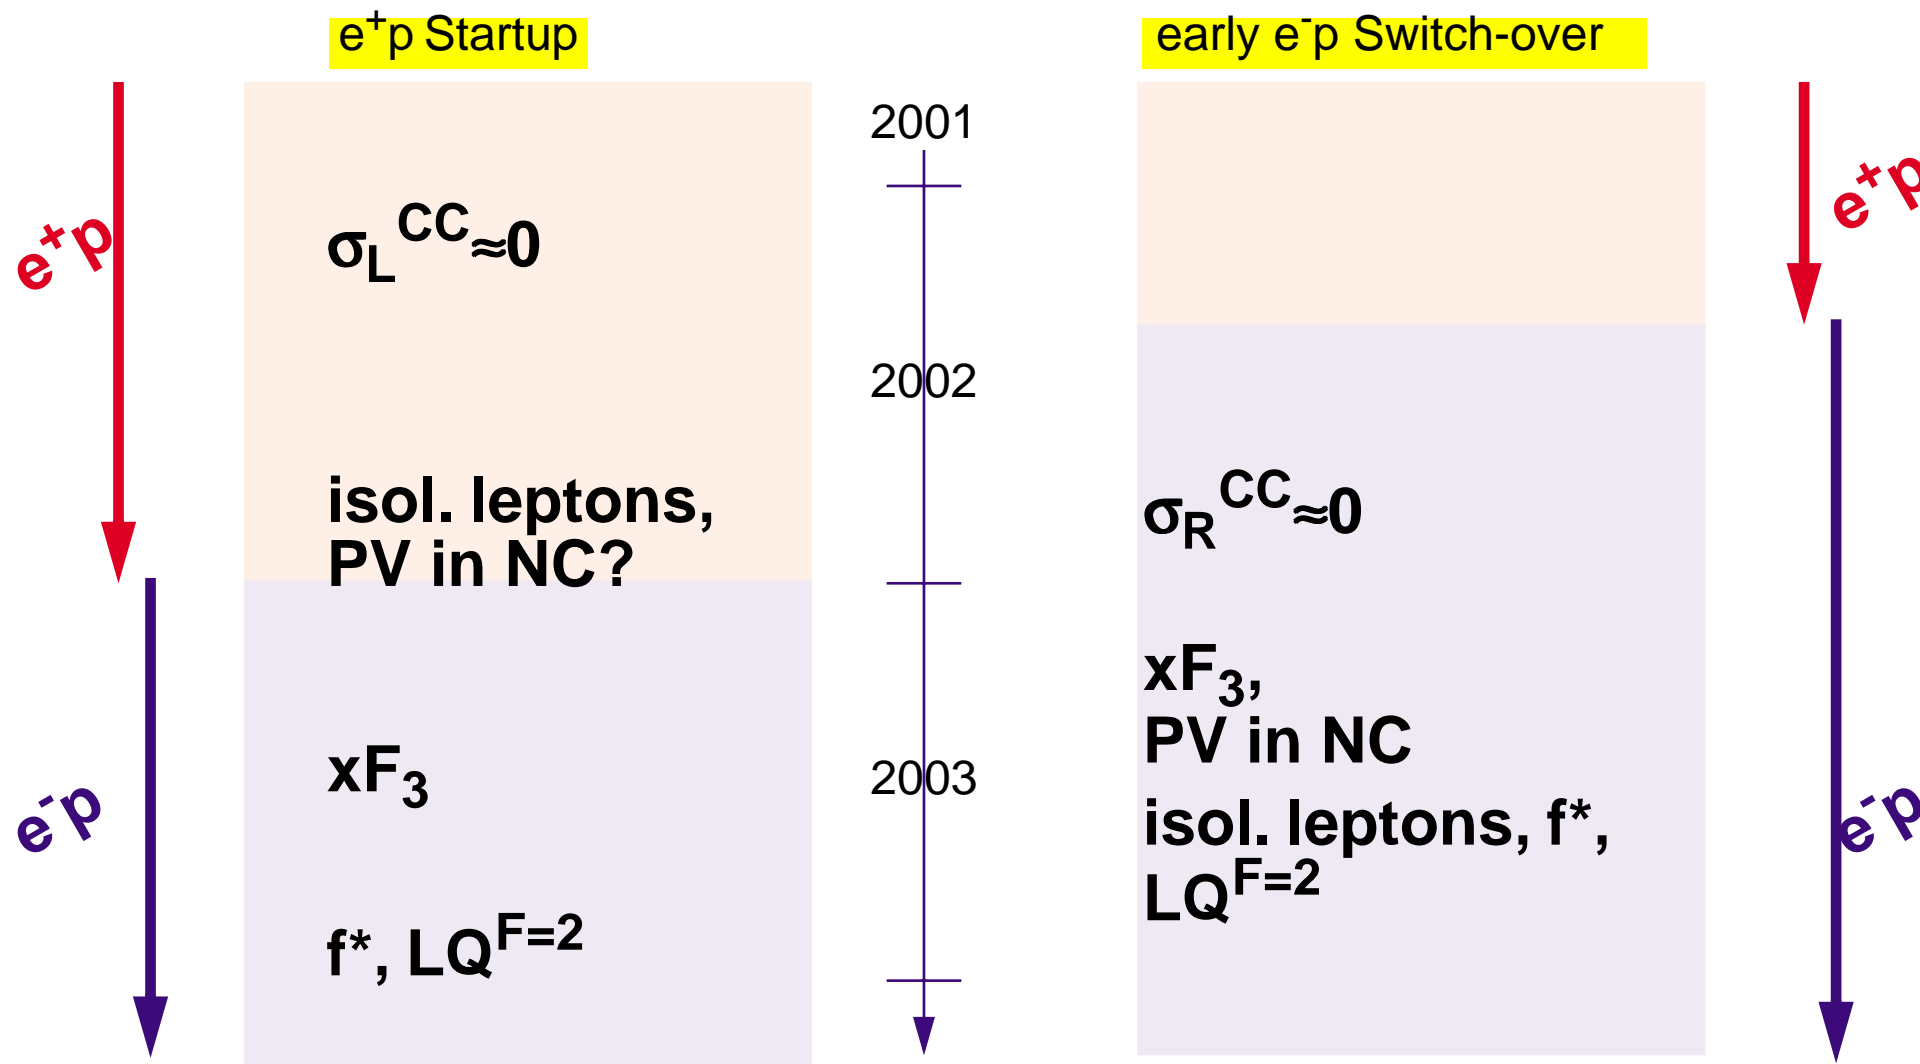 e⁺p Startup
early e⁻p Switch-over
e⁺p
σ_L^CC≈0
isol. leptons,
PV in NC?
xF₃
f*, LQ^F=2
e⁻p
2001
2002
2003
σ_R^CC≈0
xF₃,
PV in NC
isol. leptons, f*,
LQ^F=2
e⁺p
e⁻p